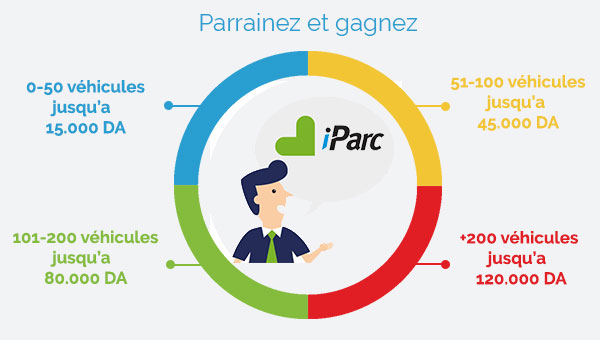 Parrainez et gagnez
0-50 véhicules
jusqu'a
15.000 DA
51-100 véhicules
jusqu'a
45.000 DA
iParc
101-200 véhicules
jusqu'a
80.000 DA
+200 véhicules
jusqu'a
120.000 DA